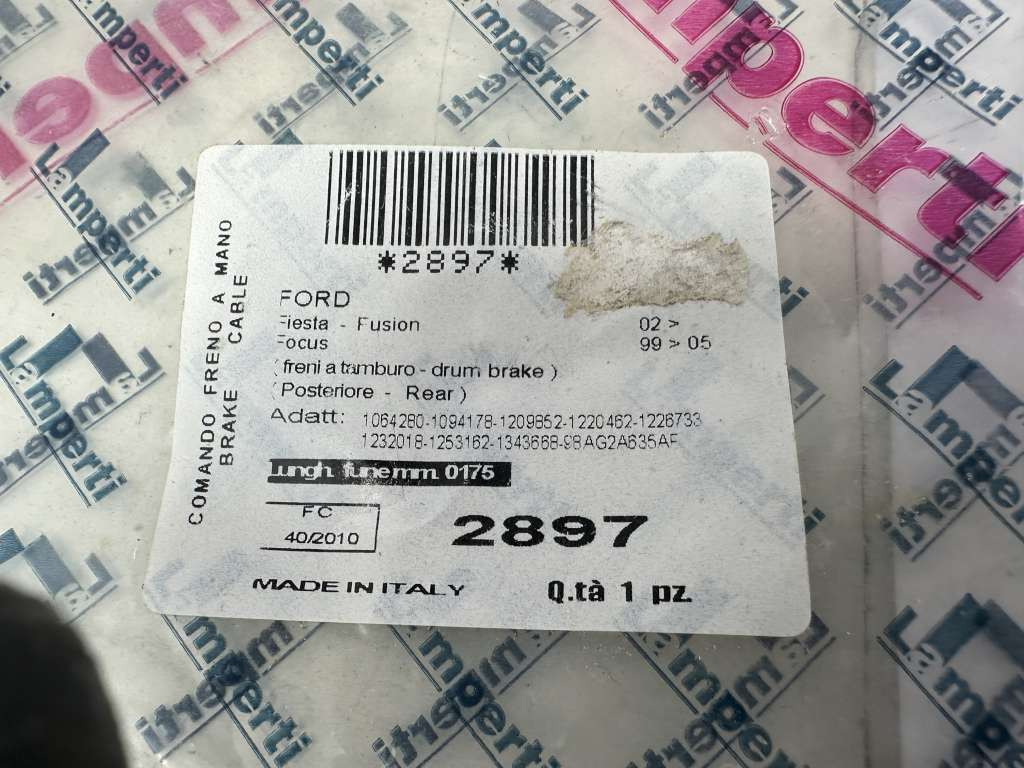 La mperti
*2897*
COMANDO FRENO A MANO
BRAKE CABLE
FORD
Fiesta - Fusion 02 >
Focus 99 > 05
( freni a tamburo - drum brake )
( Posteriore - Rear )
Adatt: 1064280-1094178-1209852-1220462-1226733
1232018-1253162-1343668-98AG2A635AF
Lungh. fune mm. 0175
FC
40/2010
2897
MADE IN ITALY
Q.tà 1 pz.